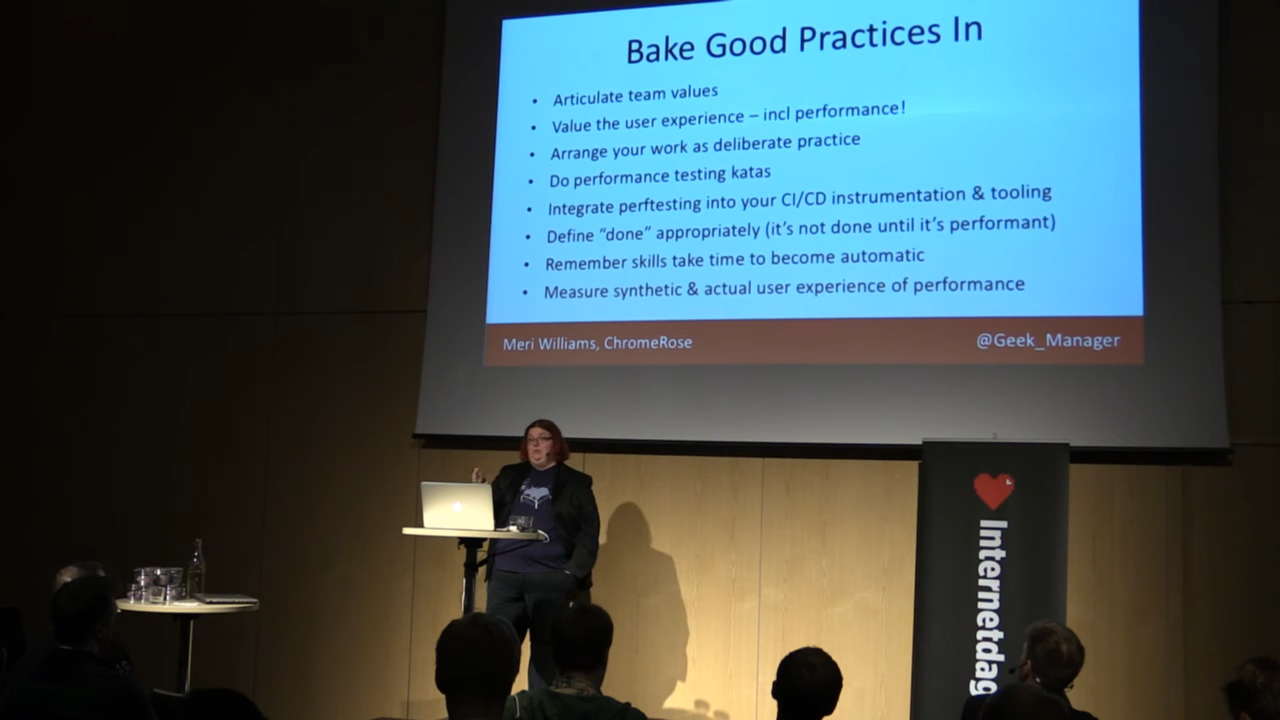 Bake Good Practices In
• Articulate team values
• Value the user experience – incl performance!
• Arrange your work as deliberate practice
• Do performance testing katas
• Integrate perftesting into your CI/CD instrumentation & tooling
• Define “done” appropriately (it’s not done until it’s performant)
• Remember skills take time to become automatic
• Measure synthetic & actual user experience of performance
Meri Williams, ChromeRose
@Geek_Manager
Internetdag